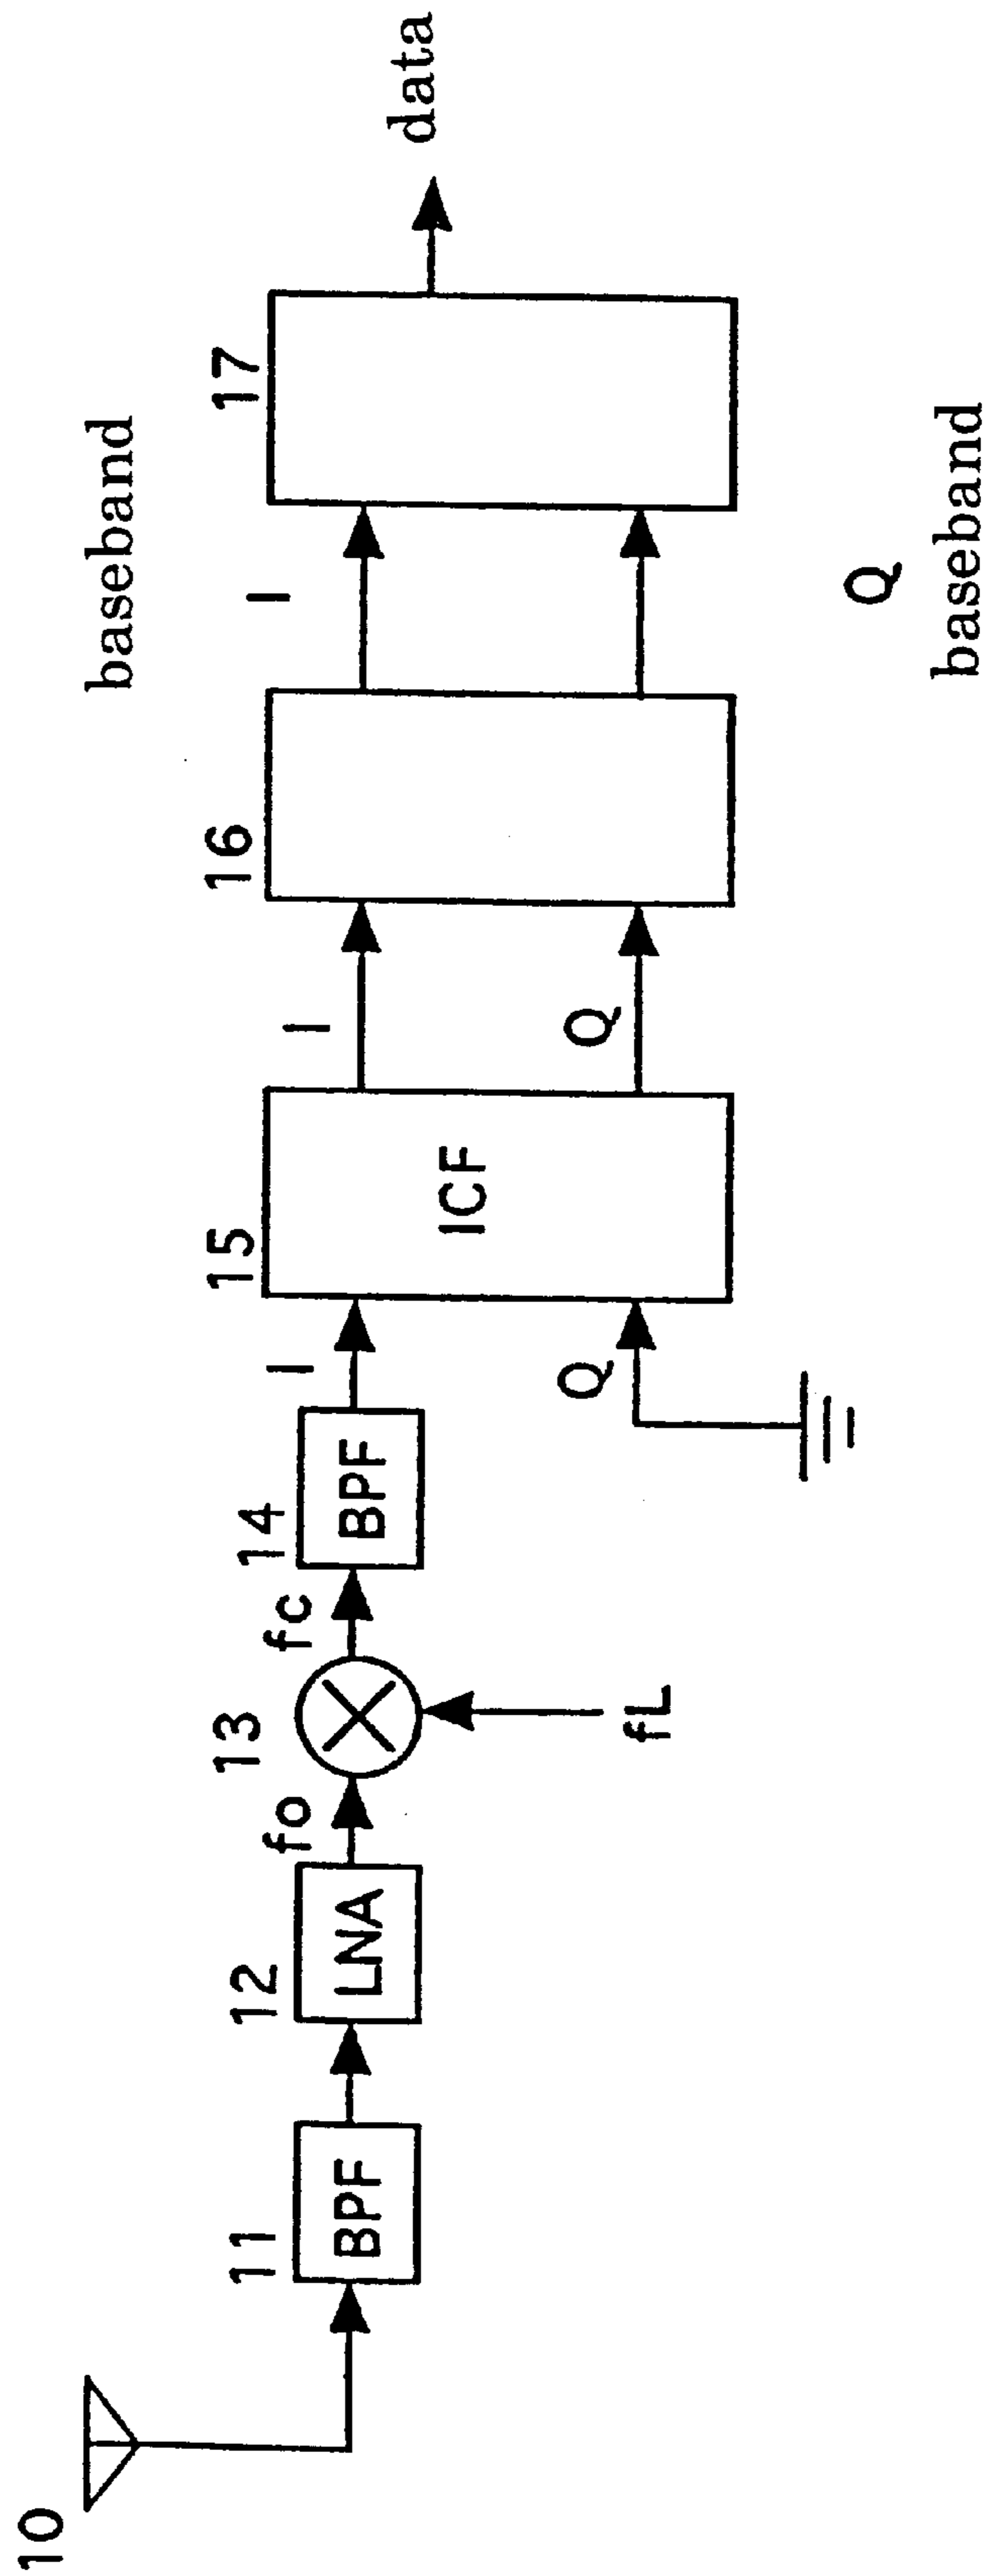 10
11
BPF
12
LNA
fo
13
fL
fc
14
BPF
I
Q
15
ICF
I
Q
16
I
baseband
Q
baseband
17
data